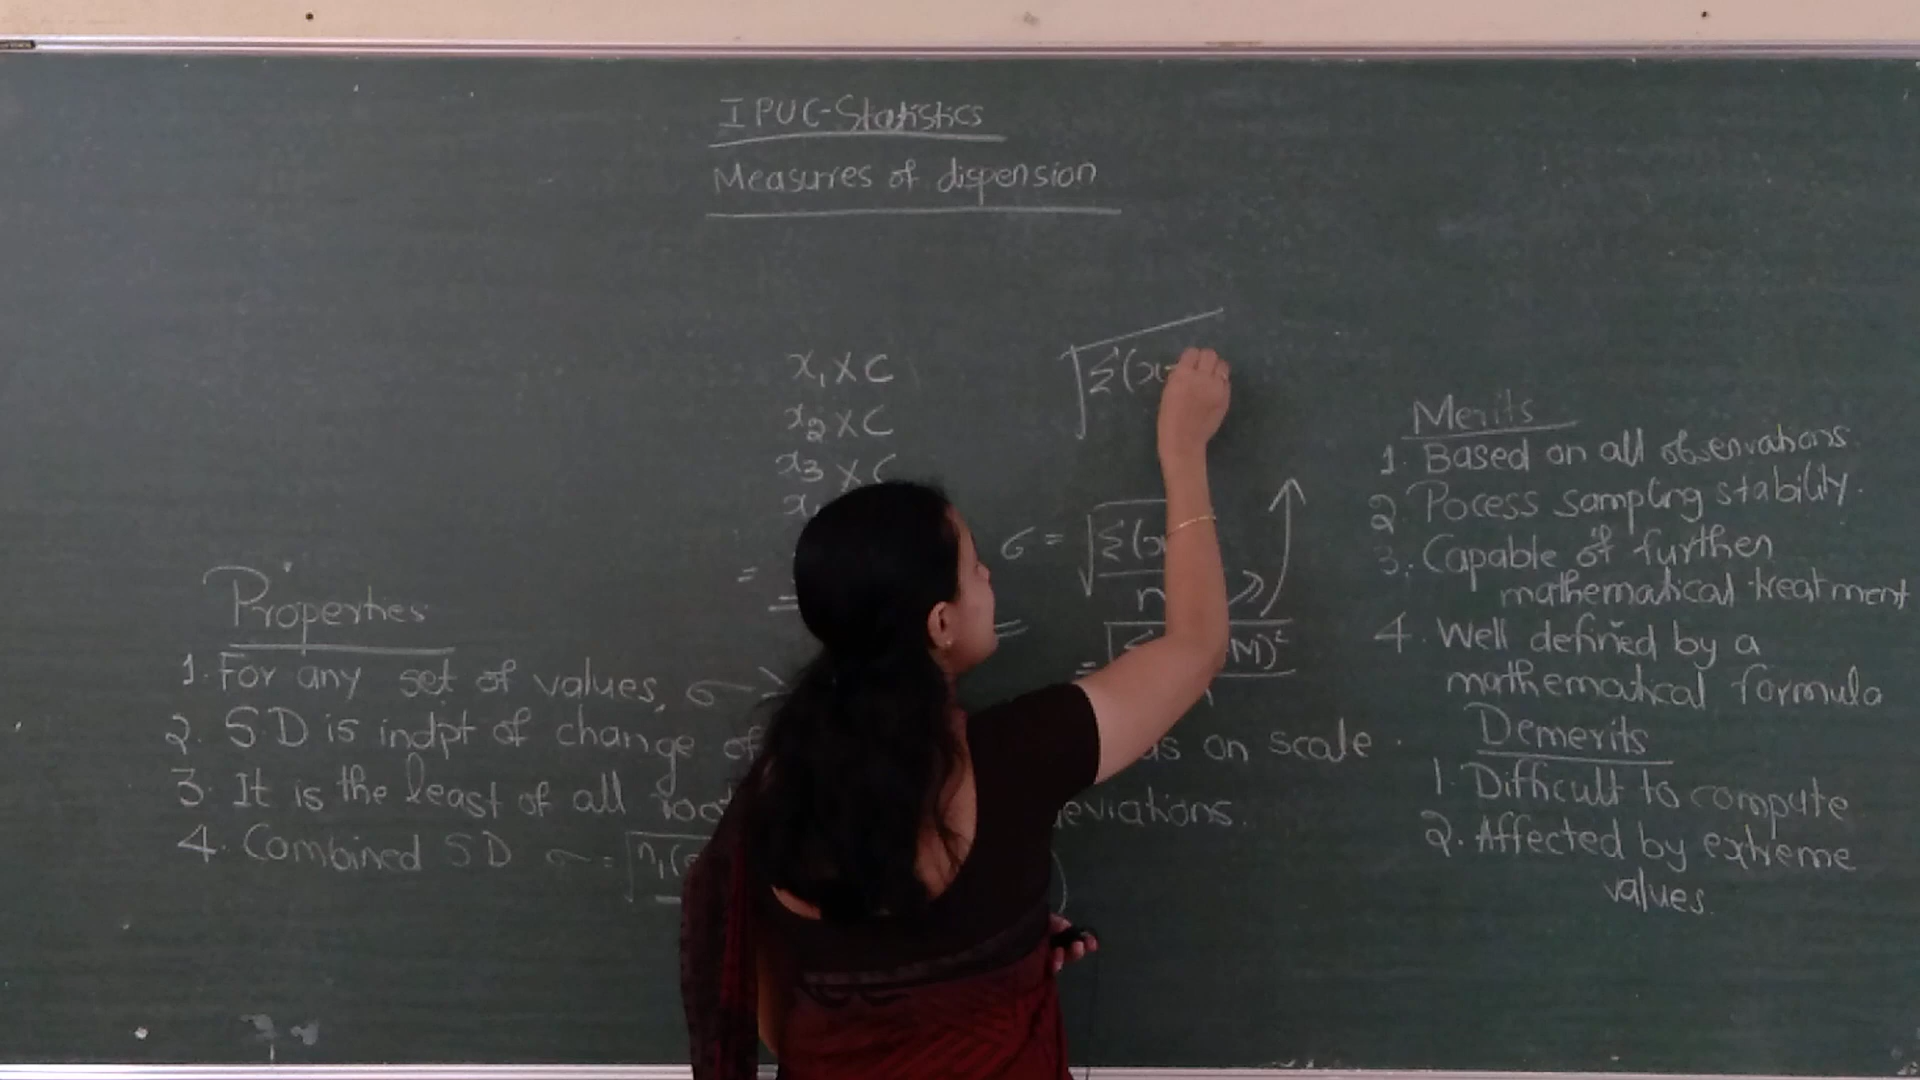 I PUC-Statistics
Measures of dispension
x₁ X C
x₂ X C
x₃ X C
√Σ(x-
σ = √Σ(x
n
= M)²
Properties
1. For any set of values, σ
2. S.D is indpt of change of as on scale.
3. It is the least of all root eviations.
4. Combined SD σ = √n₁(
Merits
1. Based on all observations
2. Pocess sampling stability.
3. Capable of further
mathematical treatment
4. Well defined by a
mathematical formula
Demerits
1. Difficult to compute
2. Affected by extreme
values.